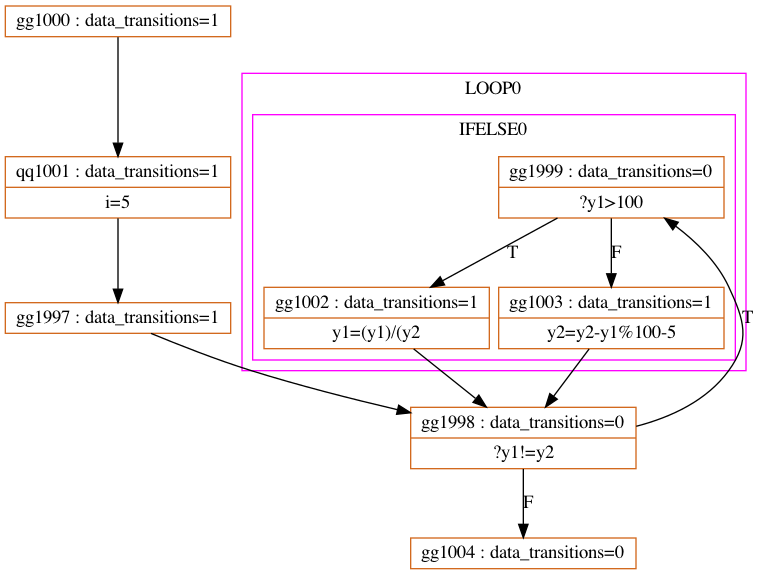 gg1000 : data_transitions=1
LOOP0
IFELSE0
qq1001 : data_transitions=1
i=5
gg1999 : data_transitions=0
?y1>100
T
F
gg1997 : data_transitions=1
gg1002 : data_transitions=1
y1=(y1)/(y2
gg1003 : data_transitions=1
y2=y2-y1%100-5
T
gg1998 : data_transitions=0
?y1!=y2
F
gg1004 : data_transitions=0